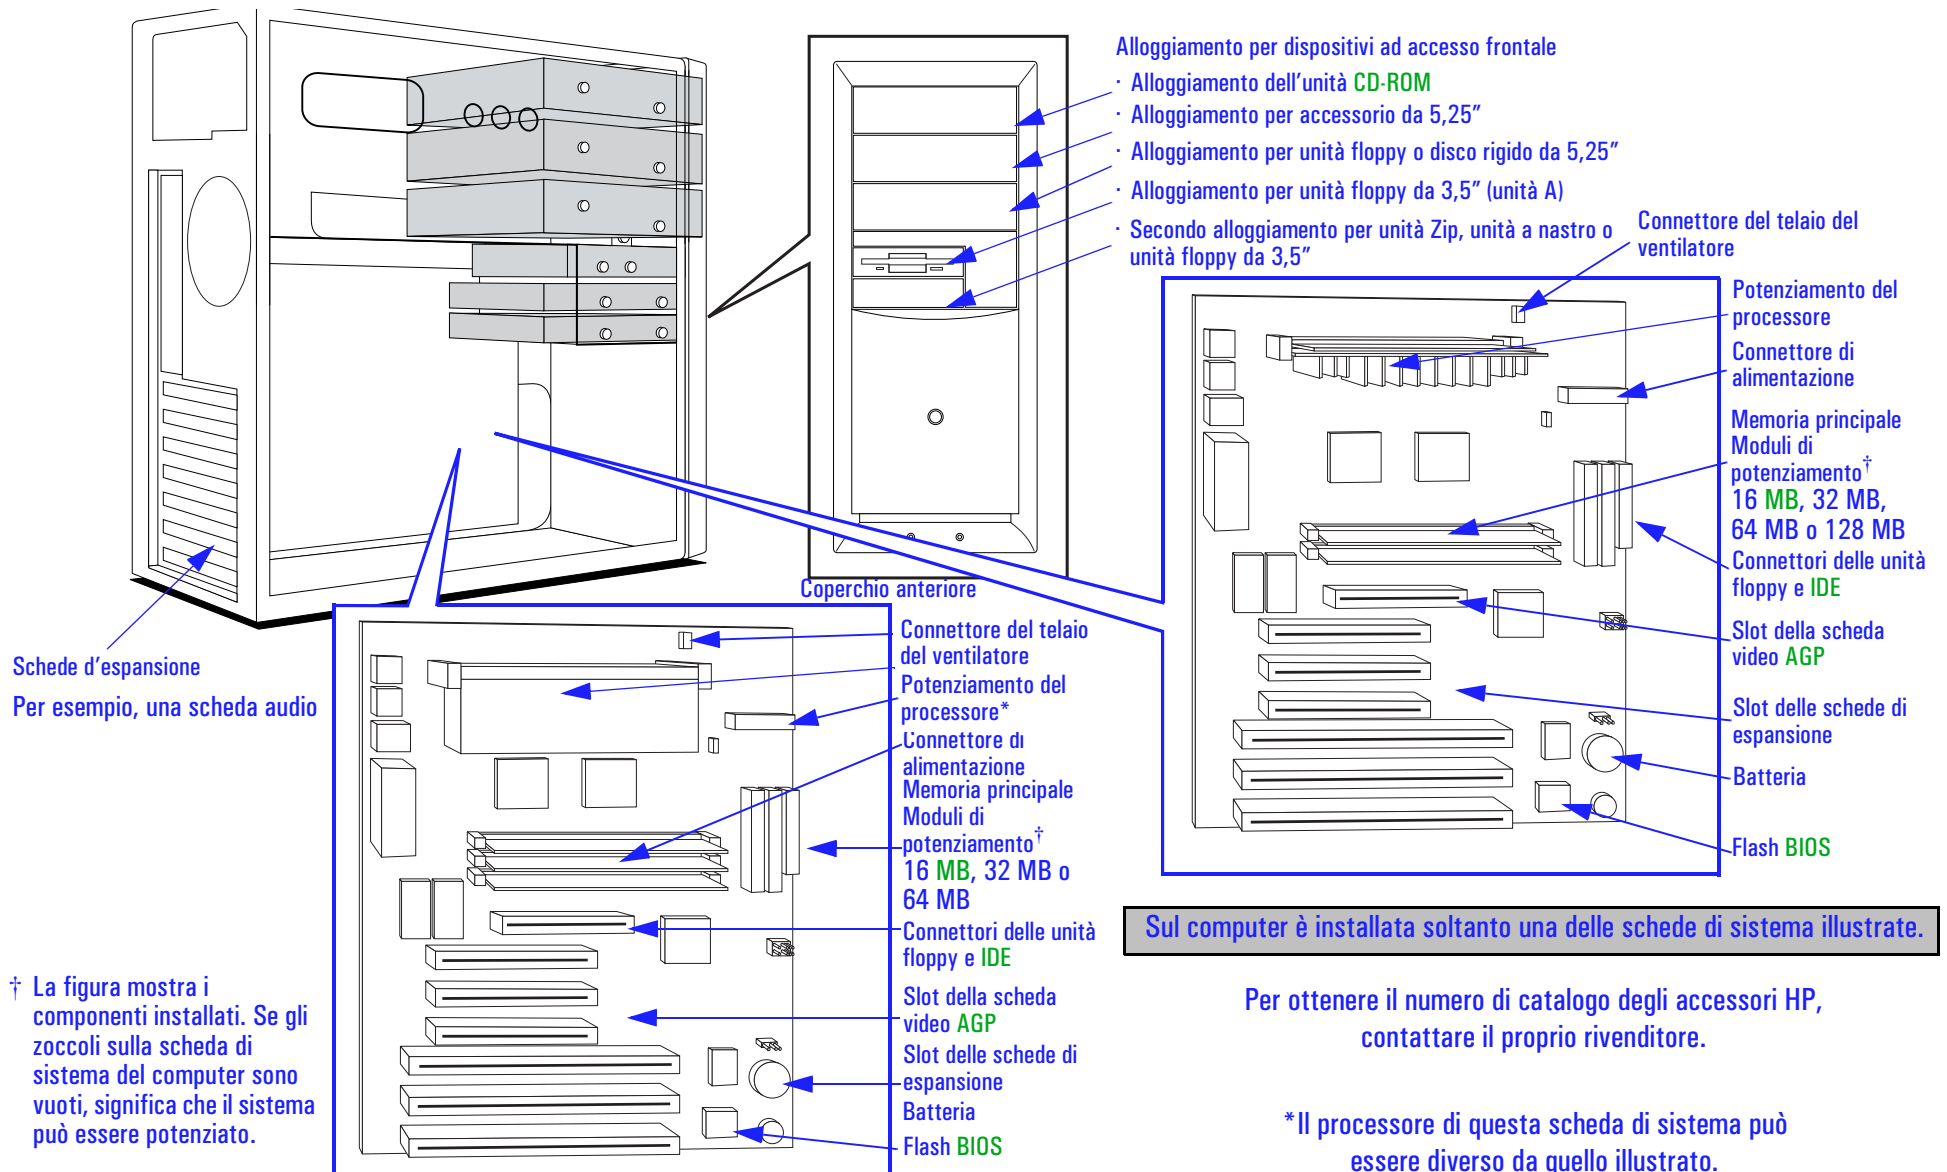 Alloggiamento per dispositivi ad accesso frontale
· Alloggiamento dell'unità CD-ROM
· Alloggiamento per accessorio da 5,25"
· Alloggiamento per unità floppy o disco rigido da 5,25"
· Alloggiamento per unità floppy da 3,5" (unità A)
· Secondo alloggiamento per unità Zip, unità a nastro o
unità floppy da 3,5"
Coperchio anteriore
Schede d'espansione
Per esempio, una scheda audio
Connettore del telaio del
ventilatore
Potenziamento del
processore
Connettore di
alimentazione
Memoria principale
Moduli di
potenziamento†
16 MB, 32 MB,
64 MB o 128 MB
Connettori delle unità
floppy e IDE
Slot della scheda
video AGP
Slot delle schede di
espansione
Batteria
Flash BIOS
Connettore del telaio
del ventilatore
Potenziamento del
processore*
Connettore di
alimentazione
Memoria principale
Moduli di
potenziamento†
16 MB, 32 MB o
64 MB
Connettori delle unità
floppy e IDE
Slot della scheda
video AGP
Slot delle schede di
espansione
Batteria
Flash BIOS
Sul computer è installata soltanto una delle schede di sistema illustrate.
† La figura mostra i
componenti installati. Se gli
zoccoli sulla scheda di
sistema del computer sono
vuoti, significa che il sistema
può essere potenziato.
Per ottenere il numero di catalogo degli accessori HP,
contattare il proprio rivenditore.
*Il processore di questa scheda di sistema può
essere diverso da quello illustrato.